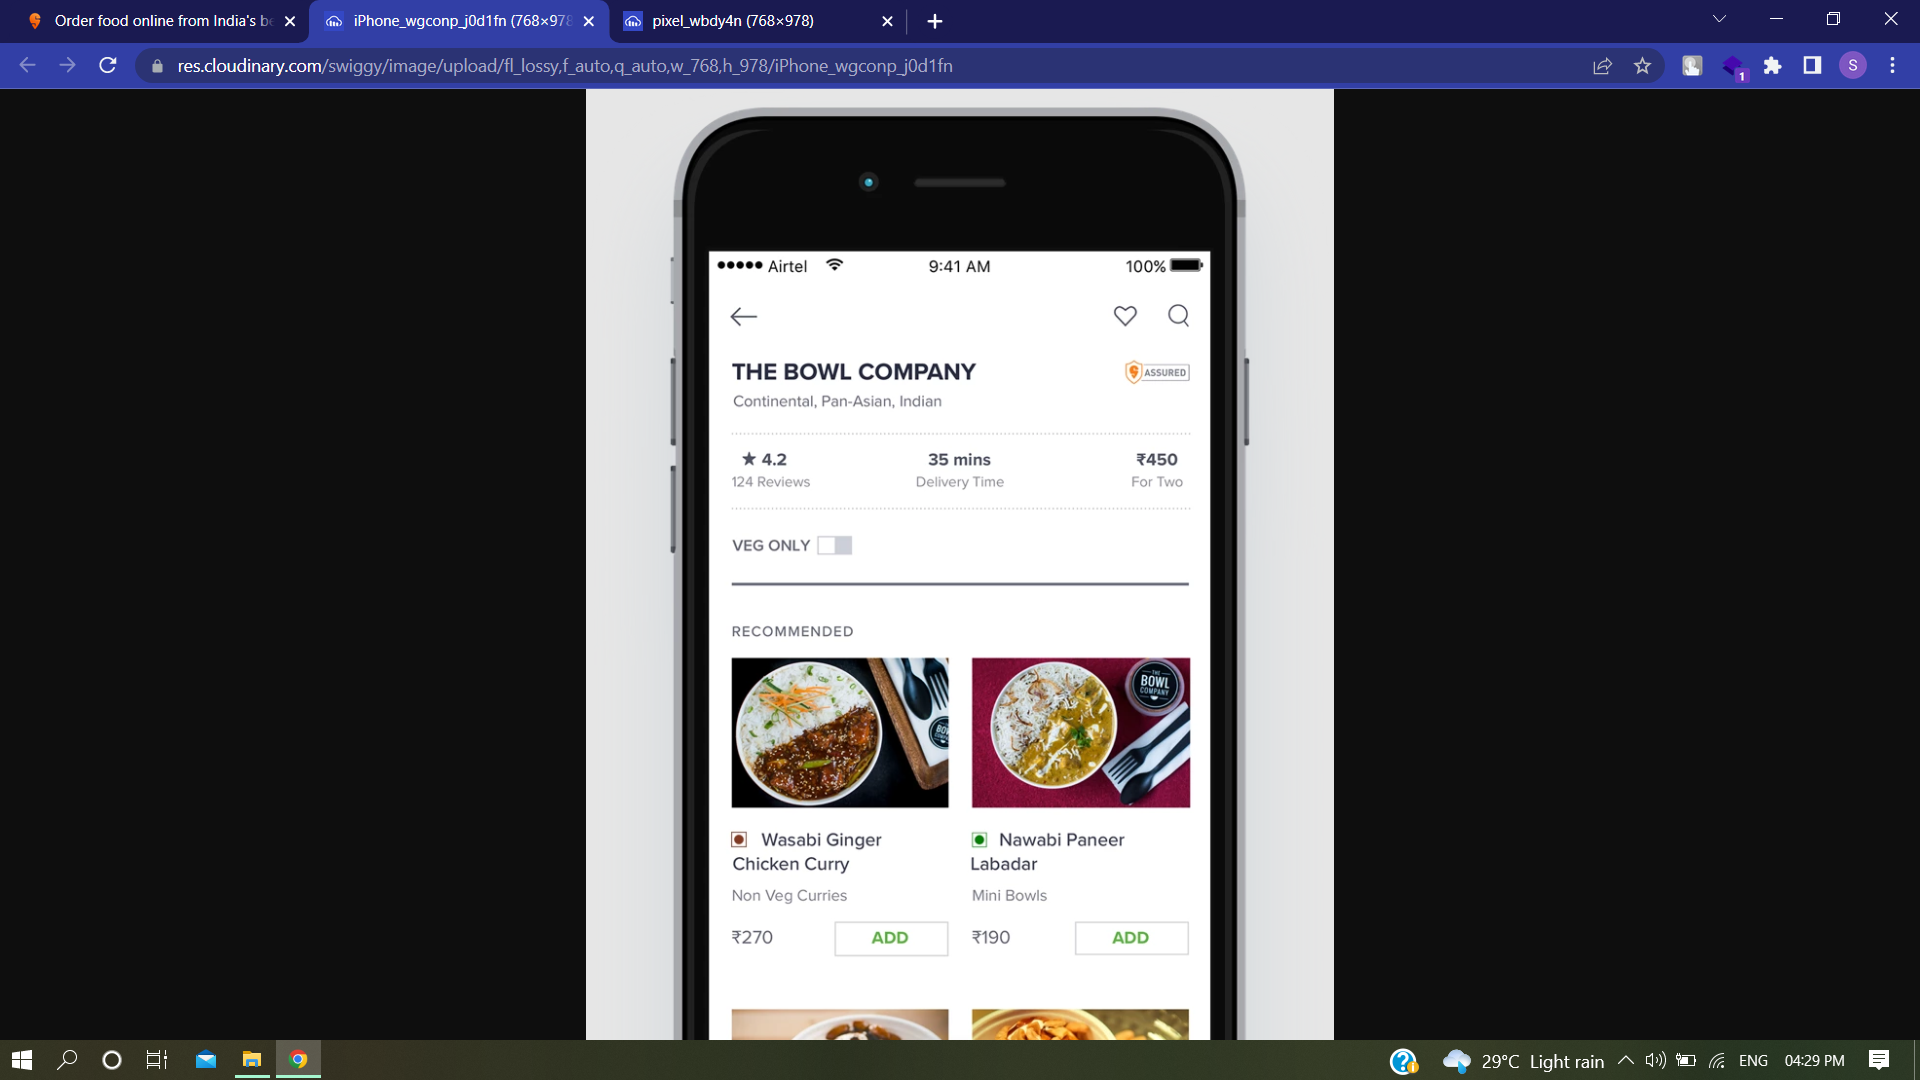 Order food online from India's be
iPhone_wgconp_j0d1fn (768×978
pixel_wbdy4n (768×978)
res.cloudinary.com/swiggy/image/upload/fl_lossy,f_auto,q_auto,w_768,h_978/iPhone_wgconp_j0d1fn
1
S
Airtel 9:41 AM 100%
THE BOWL COMPANY
ASSURED
Continental, Pan-Asian, Indian
★ 4.2 35 mins ₹450
124 Reviews Delivery Time For Two
VEG ONLY
RECOMMENDED
THE
BOWL
COMPANY
Wasabi Ginger
Chicken Curry
Non Veg Curries
₹270 ADD
Nawabi Paneer
Labadar
Mini Bowls
₹190 ADD
29°C Light rain ENG 04:29 PM